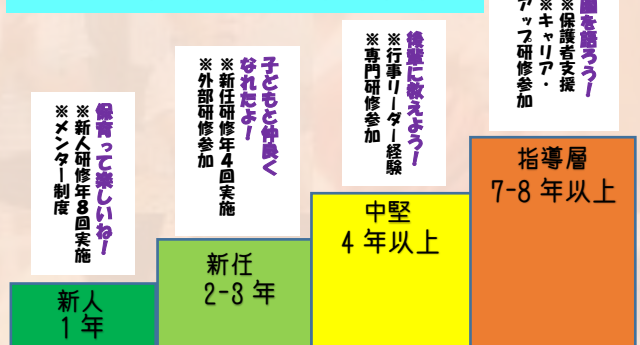 保育って楽しいね！
※新人研修年8回実施
※メンター制度
新人
1年
子どもと仲良く
なれたよ！
※新任研修年4回実施
※外部研修参加
新任
2-3年
後輩に教えよう！
※行事リーダー経験
※専門研修参加
中堅
4年以上
園を語ろう！
※保護者支援
※キャリア・
アップ研修参加
指導層
7-8年以上